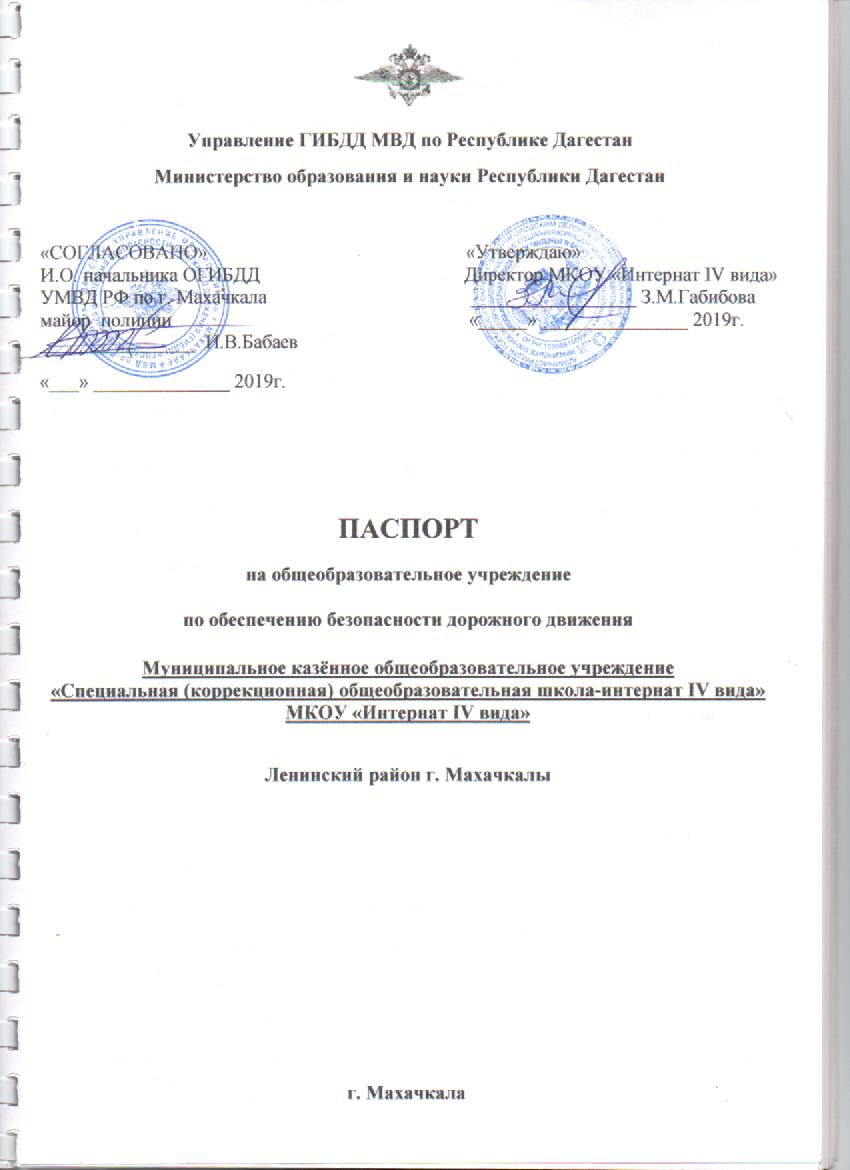 Управление ГИБДД МВД по Республике Дагестан
Министерство образования и науки Республики Дагестан
«СОГЛАСОВАНО»
И.О. начальника ОГИБДД
УМВД РФ по г. Махачкала
майор полиции
И.В.Бабаев
«___» ______________ 2019г.
«Утверждаю»
Директор МКОУ «Интернат IV вида»
_________________ З.М.Габибова
«_____» _______________ 2019г.
ПАСПОРТ
на общеобразовательное учреждение
по обеспечению безопасности дорожного движения
Муниципальное казённое общеобразовательное учреждение
«Специальная (коррекционная) общеобразовательная школа-интернат IV вида»
МКОУ «Интернат IV вида»
Ленинский район г. Махачкалы
г. Махачкала